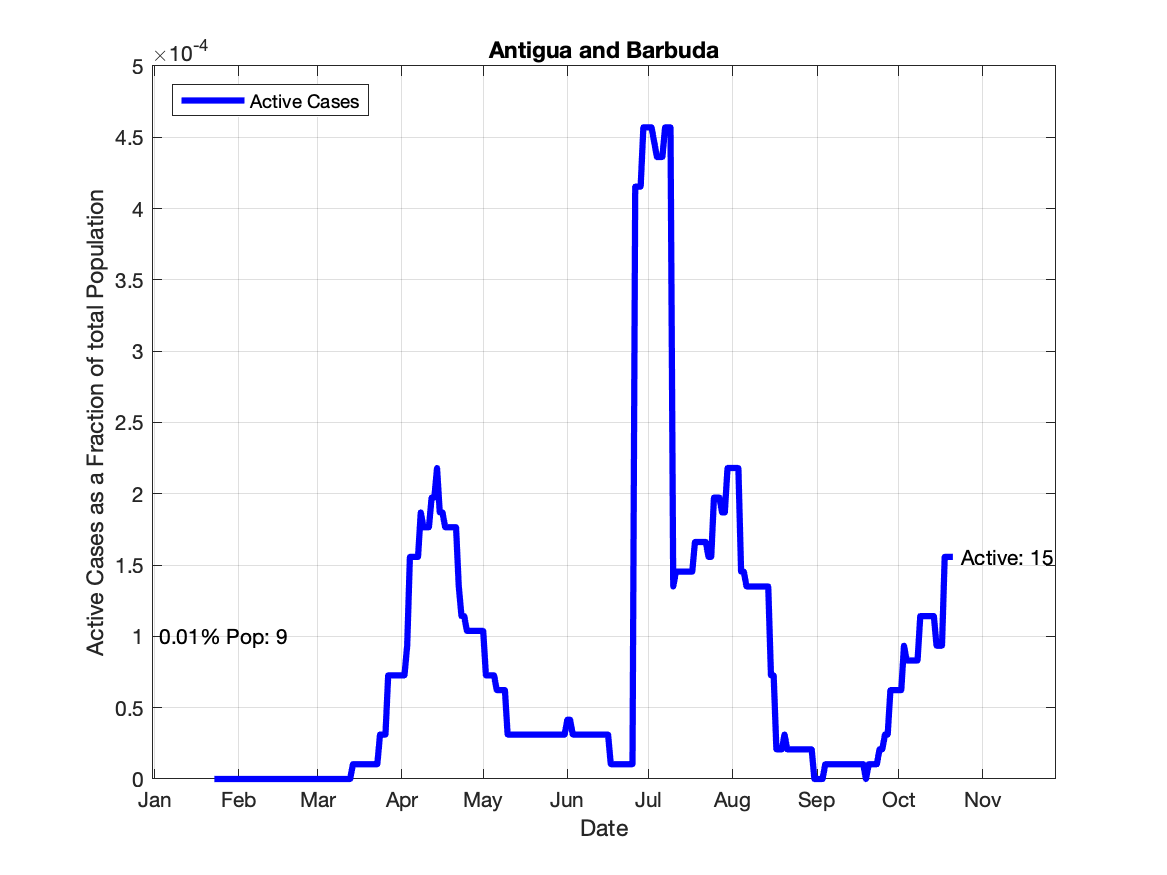 Antigua and Barbuda
×10-4
5
4.5
4
3.5
3
2.5
2
1.5
1
0.5
0
Active Cases as a Fraction of total Population
Active Cases
0.01% Pop: 9
Active: 15
Jan Feb Mar Apr May Jun Jul Aug Sep Oct Nov
Date